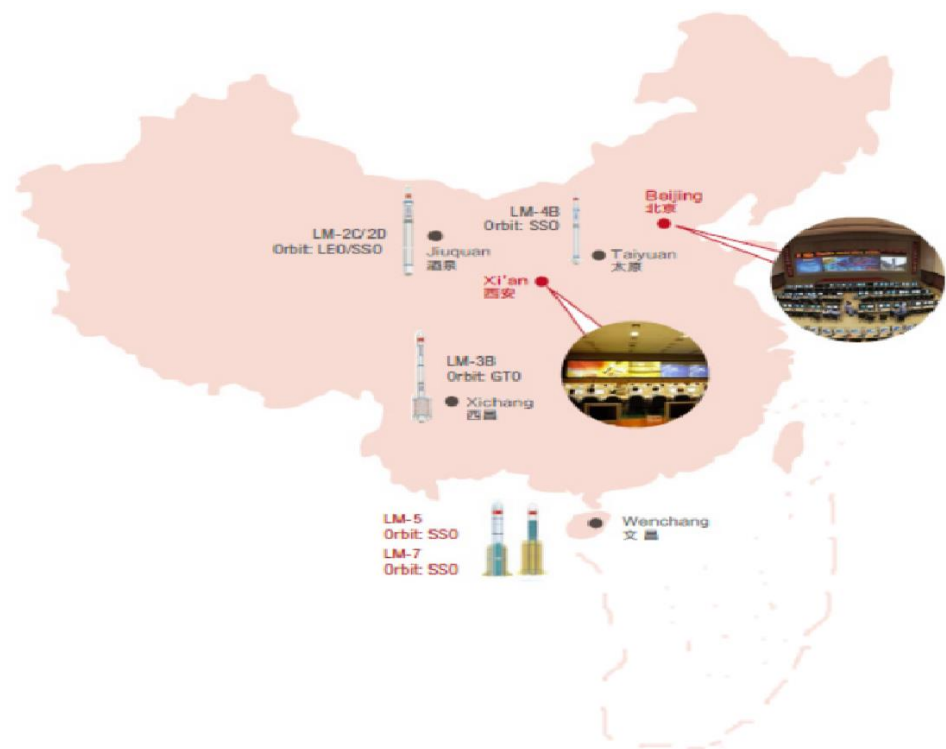 Beijing
北京
LM-4B
Orbit: SSO
LM-2C/2D
Orbit: LEO/SSO
Jiuquan
酒泉
Taiyuan
太原
Xi'an
西安
LM-3B
Orbit: GTO
Xichang
西昌
LM-5
Orbit: SSO
LM-7
Orbit: SSO
Wenchang
文昌